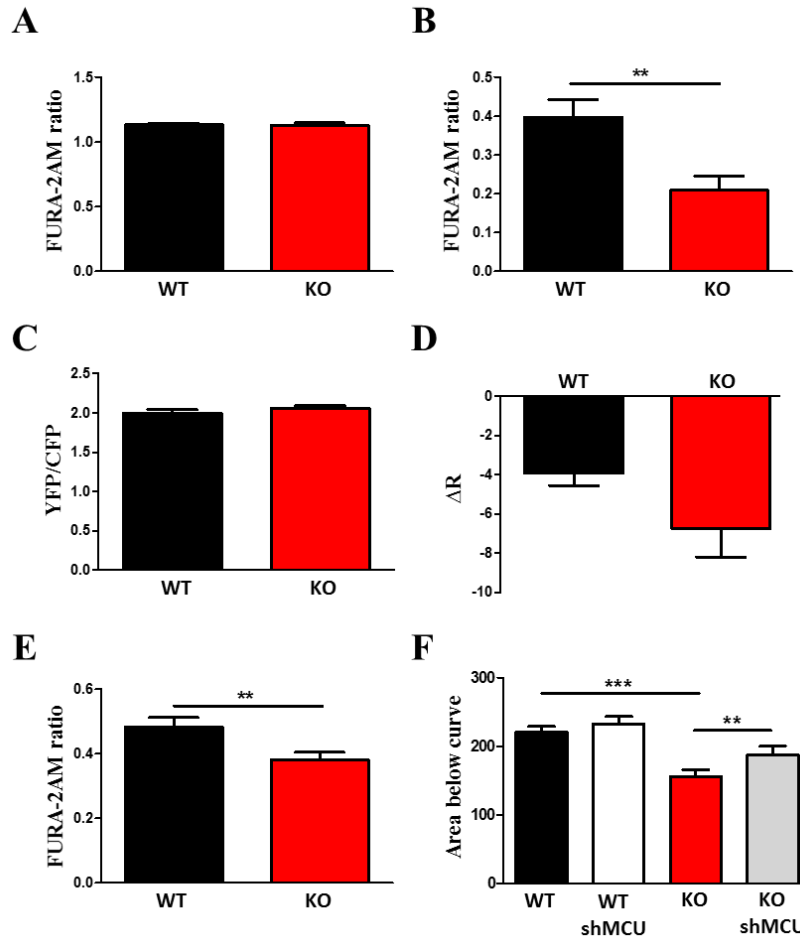 A
FURA-2AM ratio
1.5
1.0
0.5
0.0
WT KO
B
FURA-2AM ratio
0.5
0.4
0.3
0.2
0.1
0.0
**
WT KO
C
YFP/CFP
2.5
2.0
1.5
1.0
0.5
0.0
WT KO
D
WT KO
ΔR
0
-2
-4
-6
-8
-10
E
FURA-2AM ratio
0.6
0.4
0.2
0.0
**
WT KO
F
Area below curve
300
200
100
0
***
**
WT WT KO KO
shMCU shMCU